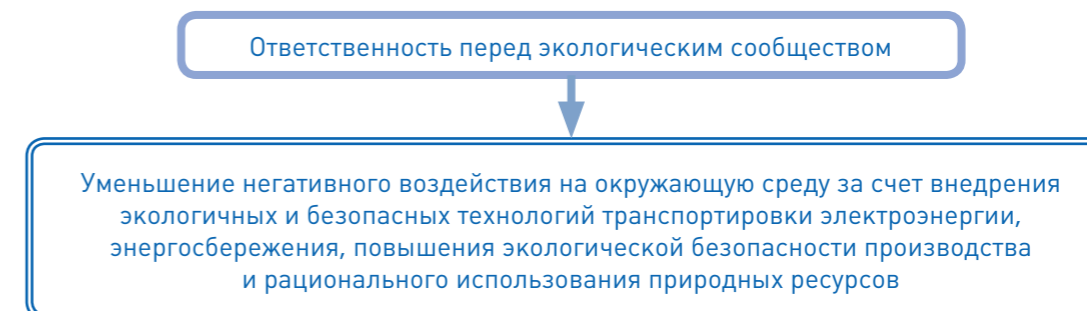 Ответственность перед экологическим сообществом
Уменьшение негативного воздействия на окружающую среду за счет внедрения
экологичных и безопасных технологий транспортировки электроэнергии,
энергосбережения, повышения экологической безопасности производства
и рационального использования природных ресурсов